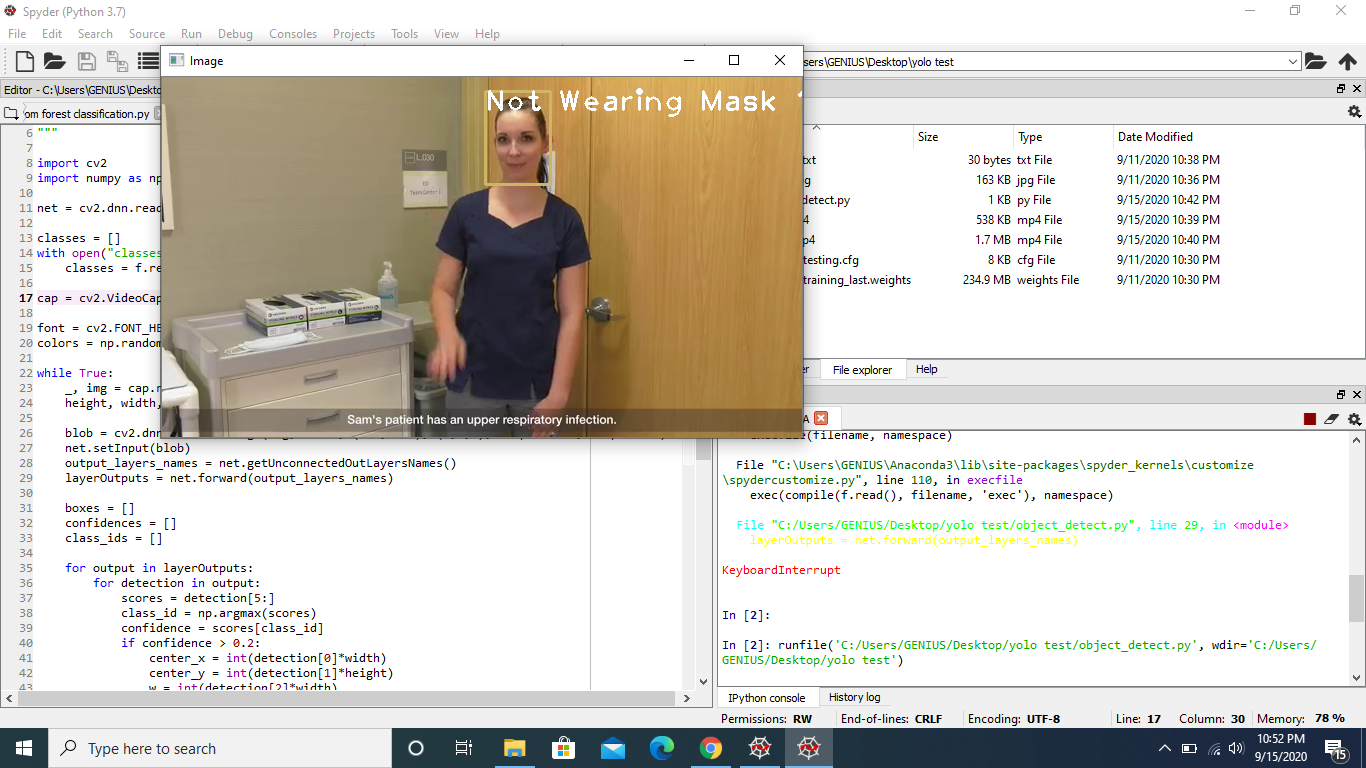 Spyder (Python 3.7)
File Edit Search Source Run Debug Consoles Projects Tools View Help
Image
sers\GENIUS\Desktop\yolo test
Editor - C:\Users\GENIUS\Deskto
om forest classification.py
6 """
7
8 import cv2
9 import numpy as np
10
11 net = cv2.dnn.read
12
13 classes = []
14 with open("classes
15 classes = f.re
16
17 cap = cv2.VideoCap
18
19 font = cv2.FONT_HE
20 colors = np.random
21
22 while True:
23 _, img = cap.r
24 height, width,
25
26 blob = cv2.dnn
27 net.setInput(blob)
28 output_layers_names = net.getUnconnectedOutLayersNames()
29 layerOutputs = net.forward(output_layers_names)
30
31 boxes = []
32 confidences = []
33 class_ids = []
34
35 for output in layerOutputs:
36 for detection in output:
37 scores = detection[5:]
38 class_id = np.argmax(scores)
39 confidence = scores[class_id]
40 if confidence > 0.2:
41 center_x = int(detection[0]*width)
42 center_y = int(detection[1]*height)
43 w = int(detection[2]*width)
Not Wearing Mask
L.030
Sam's patient has an upper respiratory infection.
Size Type Date Modified
txt 30 bytes txt File 9/11/2020 10:38 PM
g 163 KB jpg File 9/11/2020 10:36 PM
detect.py 1 KB py File 9/15/2020 10:42 PM
4 538 KB mp4 File 9/15/2020 10:39 PM
p4 1.7 MB mp4 File 9/15/2020 10:40 PM
testing.cfg 8 KB cfg File 9/11/2020 10:30 PM
training_last.weights 234.9 MB weights File 9/11/2020 10:30 PM
er File explorer Help
A
(filename, namespace)
File "C:\Users\GENIUS\Anaconda3\lib\site-packages\spyder_kernels\customize
\spydercustomize.py", line 110, in execfile
exec(compile(f.read(), filename, 'exec'), namespace)
File "C:/Users/GENIUS/Desktop/yolo test/object_detect.py", line 29, in <module>
layerOutputs = net.forward(output_layers_names)
KeyboardInterrupt
In [2]:
In [2]: runfile('C:/Users/GENIUS/Desktop/yolo test/object_detect.py', wdir='C:/Users/
GENIUS/Desktop/yolo test')
IPython console History log
Permissions: RW End-of-lines: CRLF Encoding: UTF-8 Line: 17 Column: 30 Memory: 78 %
Type here to search
10:52 PM
9/15/2020
15